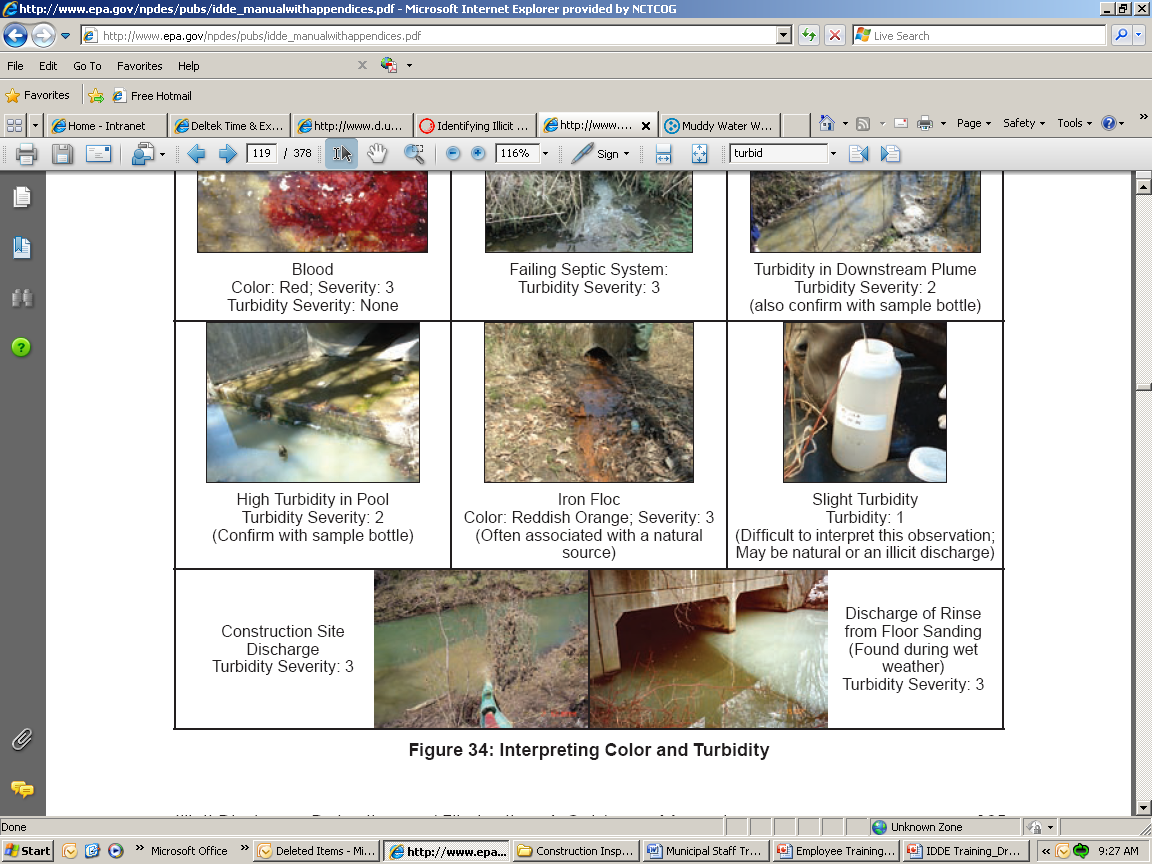 http://www.epa.gov/npdes/pubs/idde_manualwithappendices.pdf - Microsoft Internet Explorer provided by NCTCOG
http://www.epa.gov/npdes/pubs/idde_manualwithappendices.pdf
Live Search
File Edit Go To Favorites Help
Favorites Free Hotmail
Home - Intranet
Deltek Time & Ex...
http://www.d.u...
Identifying Illicit ...
http://www....
Muddy Water W...
Page Safety Tools
119 / 378
116%
Sign
turbid
Blood
Color: Red; Severity: 3
Turbidity Severity: None
Failing Septic System:
Turbidity Severity: 3
Turbidity in Downstream Plume
Turbidity Severity: 2
(also confirm with sample bottle)
High Turbidity in Pool
Turbidity Severity: 2
(Confirm with sample bottle)
Iron Floc
Color: Reddish Orange; Severity: 3
(Often associated with a natural
source)
Slight Turbidity
Turbidity: 1
(Difficult to interpret this observation;
May be natural or an illicit discharge)
Construction Site
Discharge
Turbidity Severity: 3
Discharge of Rinse
from Floor Sanding
(Found during wet
weather)
Turbidity Severity: 3
Figure 34: Interpreting Color and Turbidity
Done
Unknown Zone
Start
Microsoft Office
Deleted Items - Mi...
http://www.epa...
Construction Insp...
Municipal Staff Tr...
Employee Training...
IDDE Training_Dr...
9:27 AM